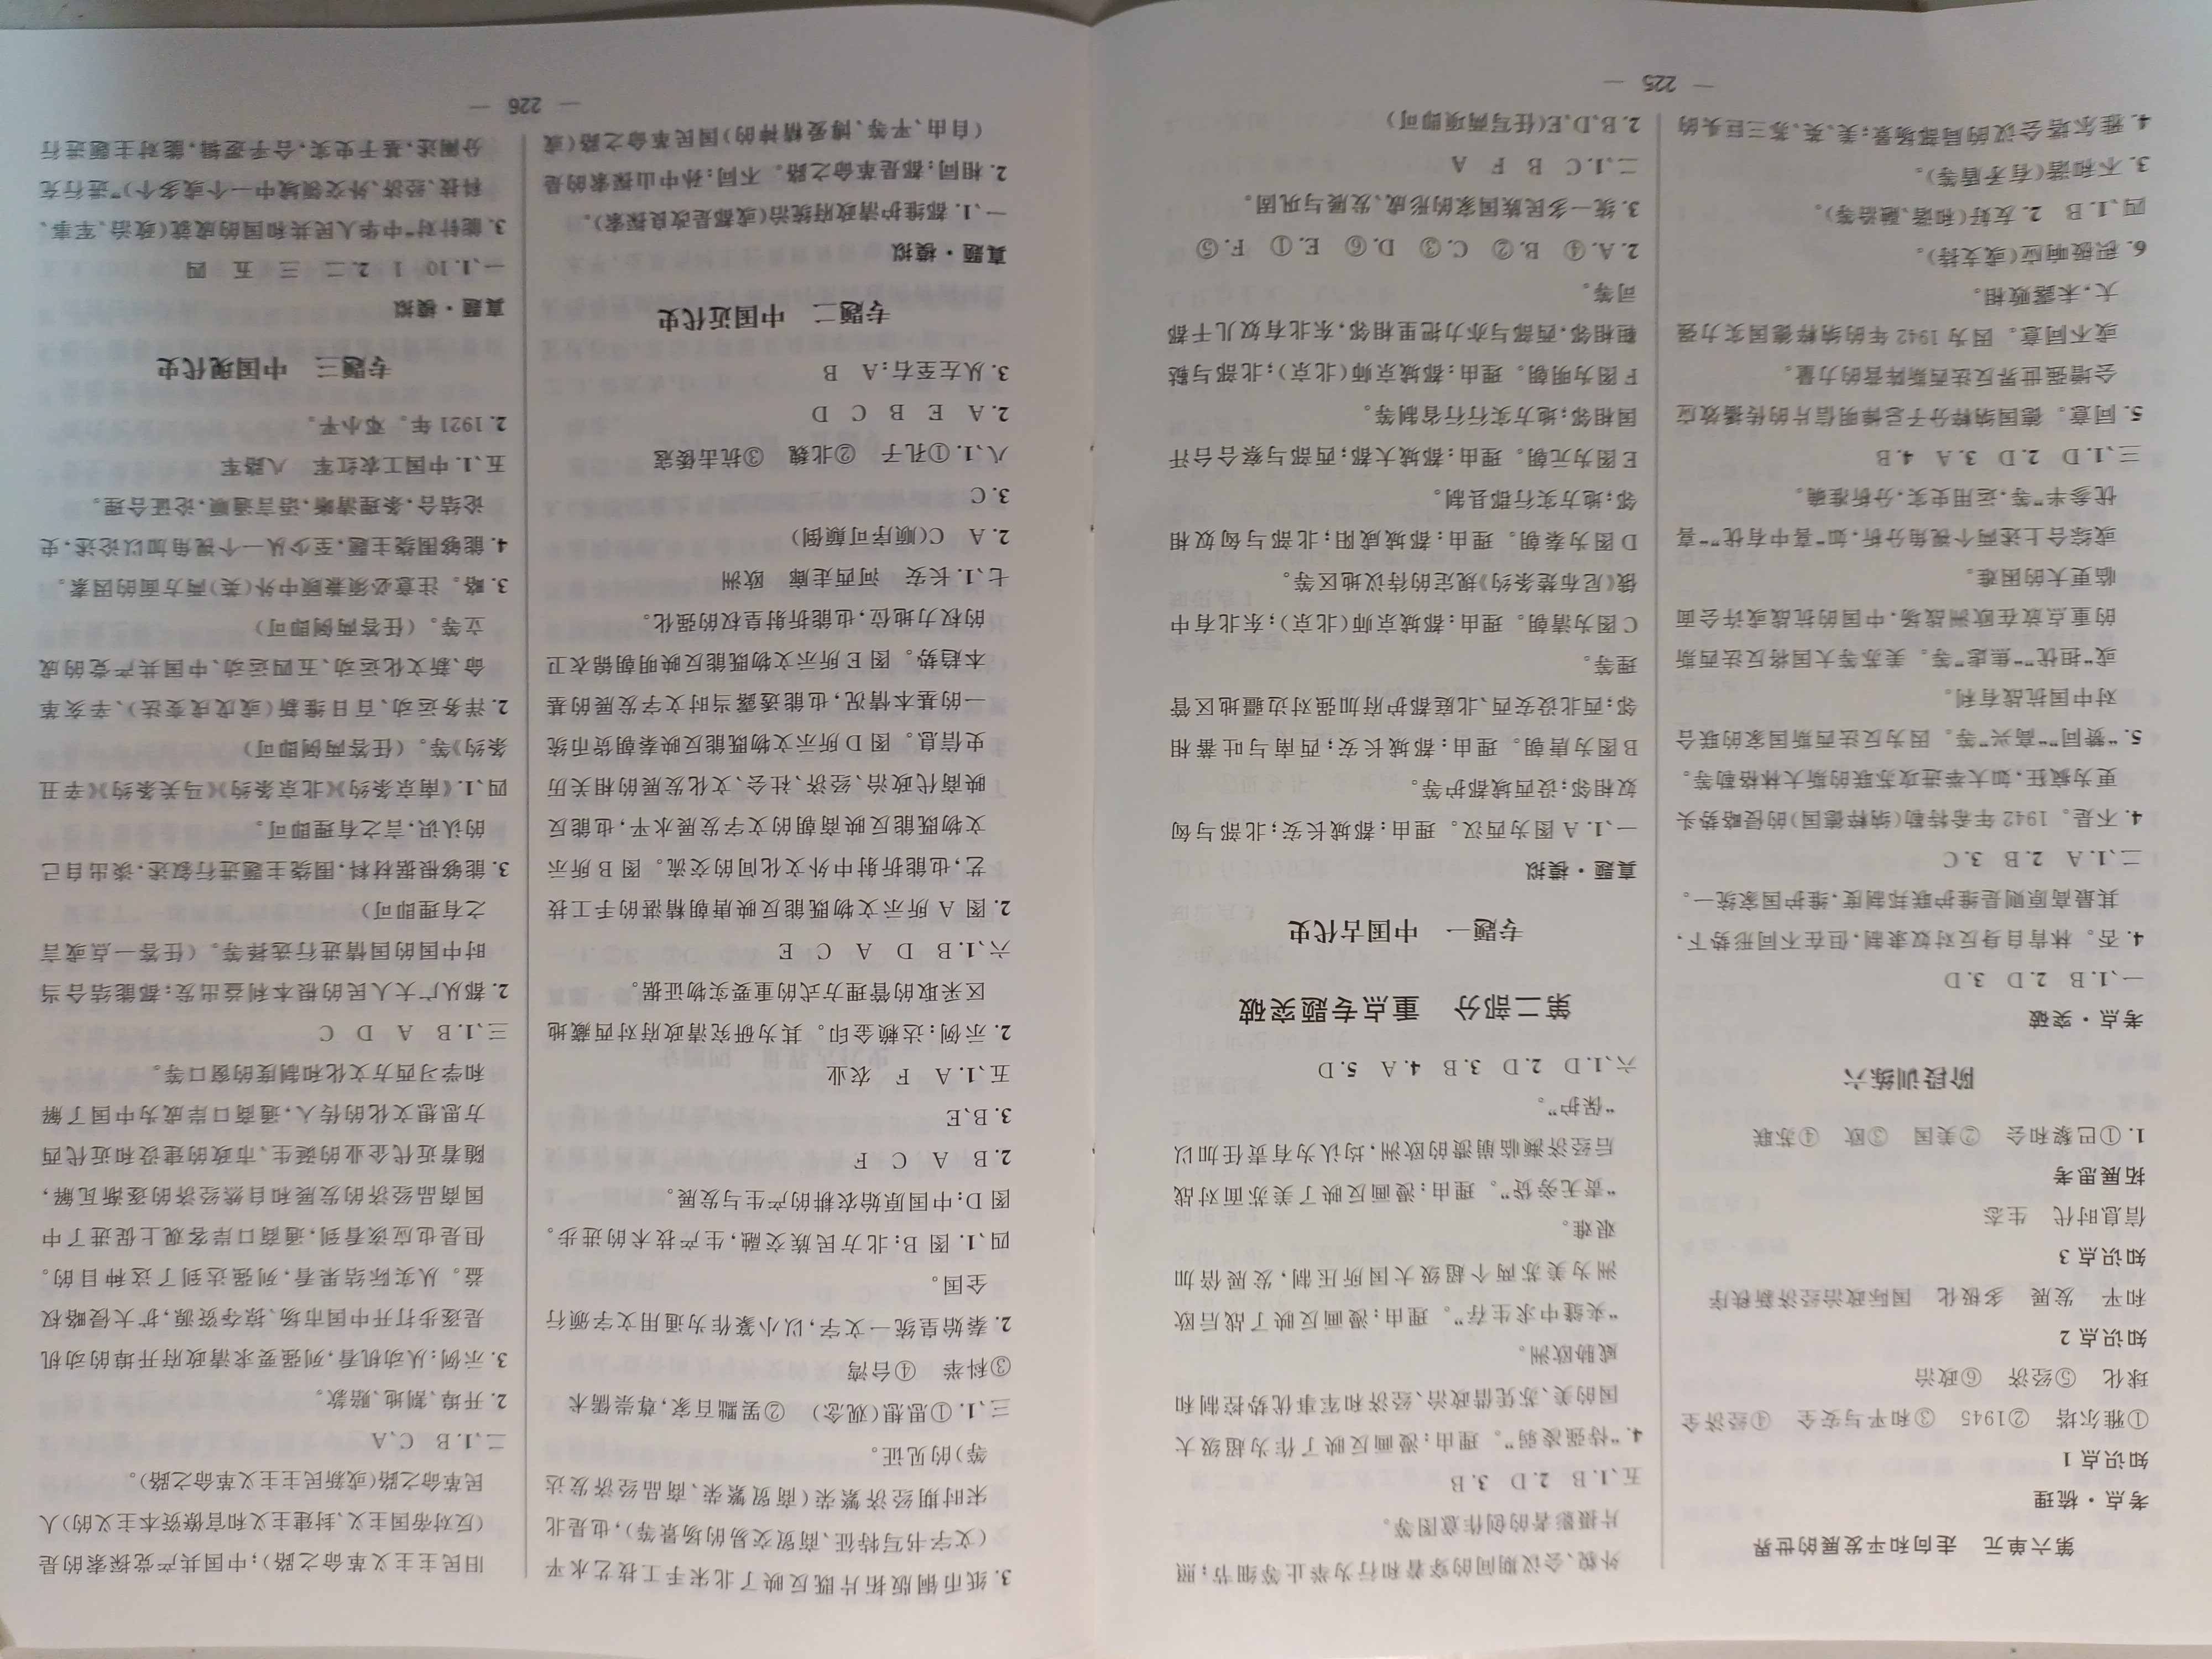 第六单元 走向和平发展的世界
考点·梳理
知识点 1
①雅尔塔 ②1945 ③和平与安全 ④经济全
球化 ⑤经济 ⑥政治
知识点 2
和平 发展 多极化 国际政治经济新秩序
知识点 3
信息时代 生态
拓展思考
1. ①巴黎和会 ②美国 ③欧 ④苏联
阶段训练六
考点·突破
一、1. B 2. D 3. D
4. 否。林肯自身反对奴隶制,但在不同形势下,
其最高原则是维护联邦制度,维护国家统一。
二、1. A 2. B 3. C
4. 不是。1942 年希特勒(纳粹德国)的侵略势头
更为疯狂,如大举进攻苏联的斯大林格勒等。
5. “赞同”“高兴”等。因为反法西斯国家的联合
对中国抗战有利。
或“担忧”“焦虑”等。美苏等大国将反法西斯
的重点放在欧洲战场,中国的抗战或许会面
临更大的困难。
或综合上述两个视角分析,如“喜中有忧”“喜
忧参半”等,运用史实,分析准确。
三、1. D 2. D 3. A 4. B
5. 同意。德国纳粹分子忌惮明信片的传播效应
会增强世界反法西斯阵营的力量。
或不同意。因为 1942 年的纳粹德国实力强
大,未露败相。
6. 积极响应(或支持)。
四、1. B 2. 友好(和谐、融洽等)。
3. 不和谐(有矛盾等)。
4. 雅尔塔会议的局部场景;美、英、苏三巨头的
外貌、会议期间的穿着和行为举止等细节;照
片摄影者的创作意图等。
五、1. B 2. D 3. B
4. “恃强凌弱”。理由:漫画反映了作为超级大
国的美、苏凭借政治、经济和军事优势控制和
威胁欧洲。
“夹缝中求生存”。理由:漫画反映了战后欧
洲为美苏两个超级大国所压制,发展倍加
艰难。
“责无旁贷”。理由:漫画反映了美苏面对战
后经济濒临崩溃的欧洲,均认为有责任加以
“保护”。
六、1. D 2. D 3. B 4. A 5. D
第二部分 重点专题突破
专题一 中国古代史
真题·模拟
一、1. A 图为西汉。理由:都城长安;北部与匈
奴相邻;设西域都护等。
B 图为唐朝。理由:都城长安;西南与吐蕃相
邻;西北设安西、北庭都护府加强对边疆地区管
理等。
C 图为清朝。理由:都城京师(北京);东北有中
俄《尼布楚条约》规定的待议地区等。
D 图为秦朝。理由:都城咸阳;北部与匈奴相
邻;地方实行郡县制。
E 图为元朝。理由:都城大都;西部与察合台汗
国相邻;地方实行行省制等。
F 图为明朝。理由:都城京师(北京);北部与鞑
靼相邻,西部与亦力把里相邻,东北有奴儿干都
司等。
2. A. ④ B. ② C. ③ D. ⑥ E. ① F. ⑤
3. 统一多民族国家的形成、发展与巩固。
二、1. C B F A
2. B、D、E(任写两项即可)
— 225 —
3. 纸币铜版拓片既反映了北宋手工技艺水平
(文字书写特征、商贸交易的场景等),也是北
宋时期经济繁荣(商贸繁荣、商品经济发达
等)的见证。
三、1. ①思想(观念) ②罢黜百家,尊崇儒术
③科举 ④台湾
2. 秦始皇统一文字,以小篆作为通用文字颁行
全国。
四、1. 图 B:北方民族交融,生产技术的进步。
图 D:中国原始农耕的产生与发展。
2. B A C F
3. B、E
五、1. A F 农业
2. 示例:达赖金印。其为研究清政府对西藏地
区采取的管理方式的重要实物证据。
六、1. B D A C E
2. 图 A 所示文物既能反映唐朝精湛的手工技
艺,也能折射中外文化间的交流。图 B 所示
文物既能反映商朝的文字发展水平,也能反
映商代政治、经济、社会、文化发展的相关历
史信息。图 D 所示文物既能反映秦朝货币统
一的基本情况,也能透露当时文字发展的基
本趋势。图 E 所示文物既能反映明朝锦衣卫
的权力地位,也能折射皇权的强化。
七、1. 长安 河西走廊 欧洲
2. A C(顺序可颠倒)
3. C
八、1. ①孔子 ②北魏 ③抗击倭寇
2. A E B C D
3. 从左至右:A B
专题二 中国近代史
真题·模拟
一、1. 都维护清政府统治(或都是改良探索)。
2. 相同:都是革命之路。不同:孙中山探索的是
(自由、平等、博爱精神的)国民革命之路(或
旧民主主义革命之路);中国共产党探索的是
(反对帝国主义、封建主义和官僚资本主义的)人
民革命之路(或新民主主义革命之路)。
二、1. B C、A
2. 开埠、割地、赔款。
3. 示例:从动机看,列强要求清政府开埠的动机
是逐步打开中国市场、掠夺资源,扩大侵略权
益。从实际结果看,列强达到了这种目的。
但是也应该看到,通商口岸客观上促进了中
国商品经济的发展和自然经济的逐渐瓦解,
随着近代企业的诞生、市政的建设和近代西
方思想文化的传入,通商口岸成为中国了解
和学习西方文化和制度的窗口等。
三、1. B A D C
2. 都从广大人民的根本利益出发;都能结合当
时中国的国情进行选择等。(任答一点或言
之有理即可)
3. 能够根据材料,围绕主题进行叙述,谈出自己
的认识,言之有理即可。
四、1. 《南京条约》《北京条约》《马关条约》《辛丑
条约》等。(任答两例即可)
2. 洋务运动、百日维新(或戊戌变法)、辛亥革
命、新文化运动、五四运动、中国共产党的成
立等。(任答两例即可)
3. 略。注意必须兼顾中外(英)两方面的因素。
4. 能够围绕主题,至少从一个视角加以论述,史
论结合,条理清晰,语言通顺,论证合理。
五、1. 中国工农红军 八路军
2. 1921 年。邓小平。
专题三 中国现代史
真题·模拟
一、1. 10 1 2. 二 三 五 四
3. 能针对“中华人民共和国的成就(政治、军事、
科技、经济、外交领域中一个或多个)”进行充
分阐述,基于史实,合乎逻辑,能对主题进行
— 226 —